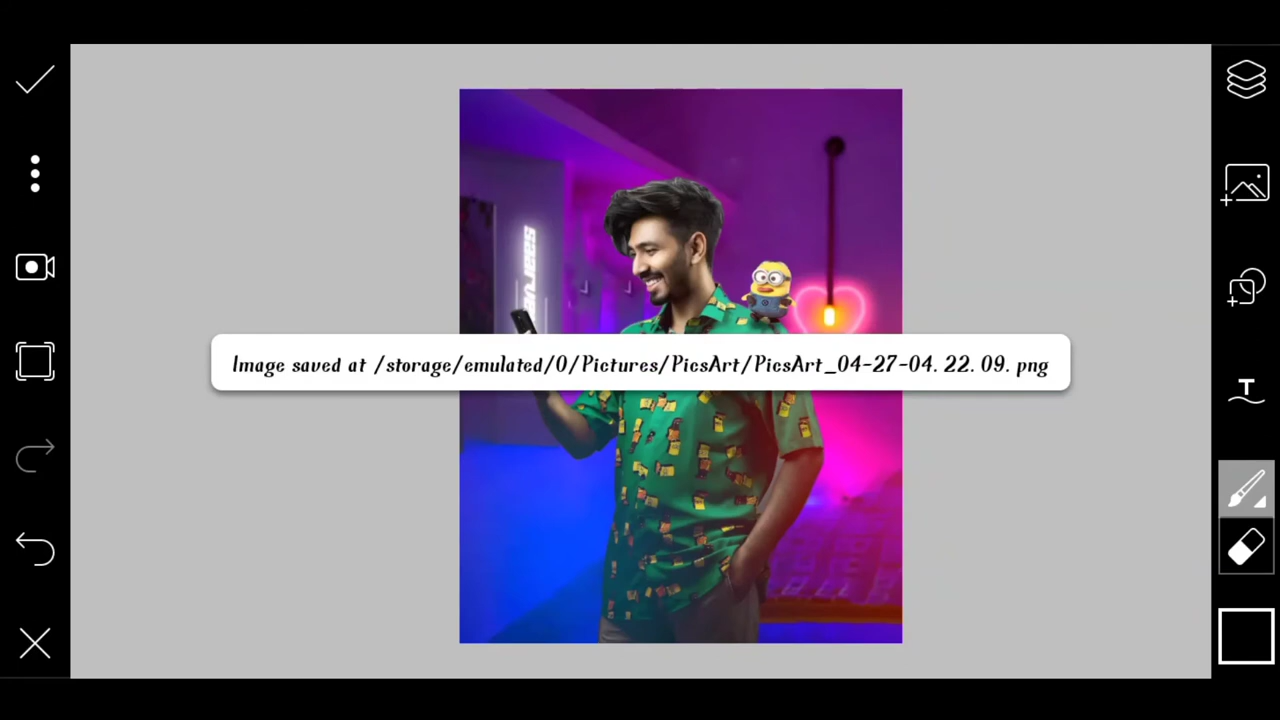 Image saved at /storage/emulated/0/Pictures/PicsArt/PicsArt_04-27-04. 22. 09. png
T